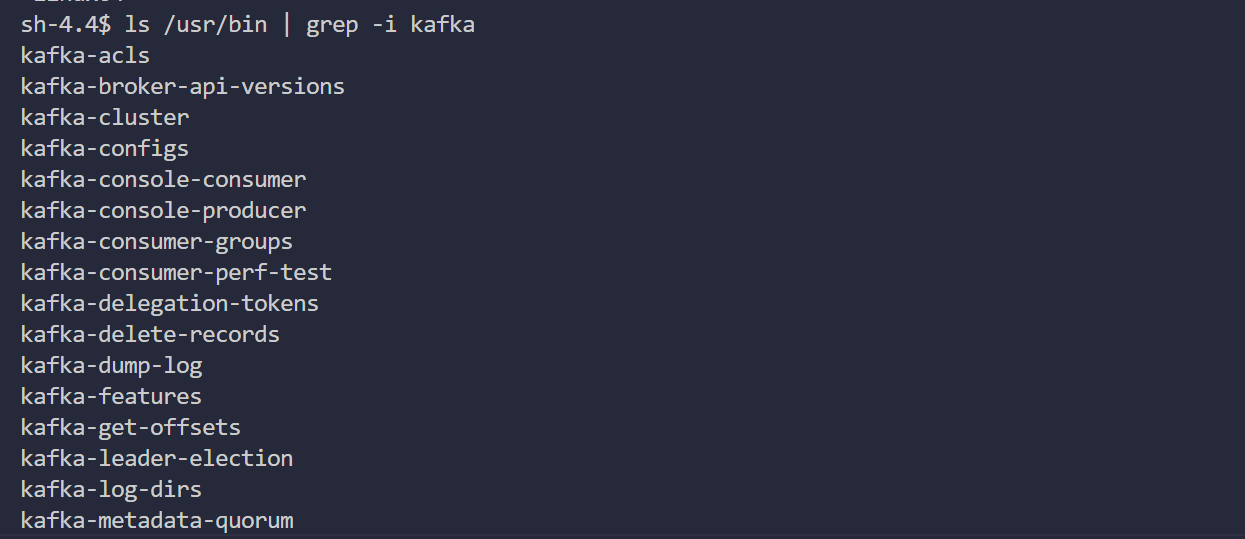 sh-4.4$ ls /usr/bin | grep -i kafka
kafka-acls
kafka-broker-api-versions
kafka-cluster
kafka-configs
kafka-console-consumer
kafka-console-producer
kafka-consumer-groups
kafka-consumer-perf-test
kafka-delegation-tokens
kafka-delete-records
kafka-dump-log
kafka-features
kafka-get-offsets
kafka-leader-election
kafka-log-dirs
kafka-metadata-quorum